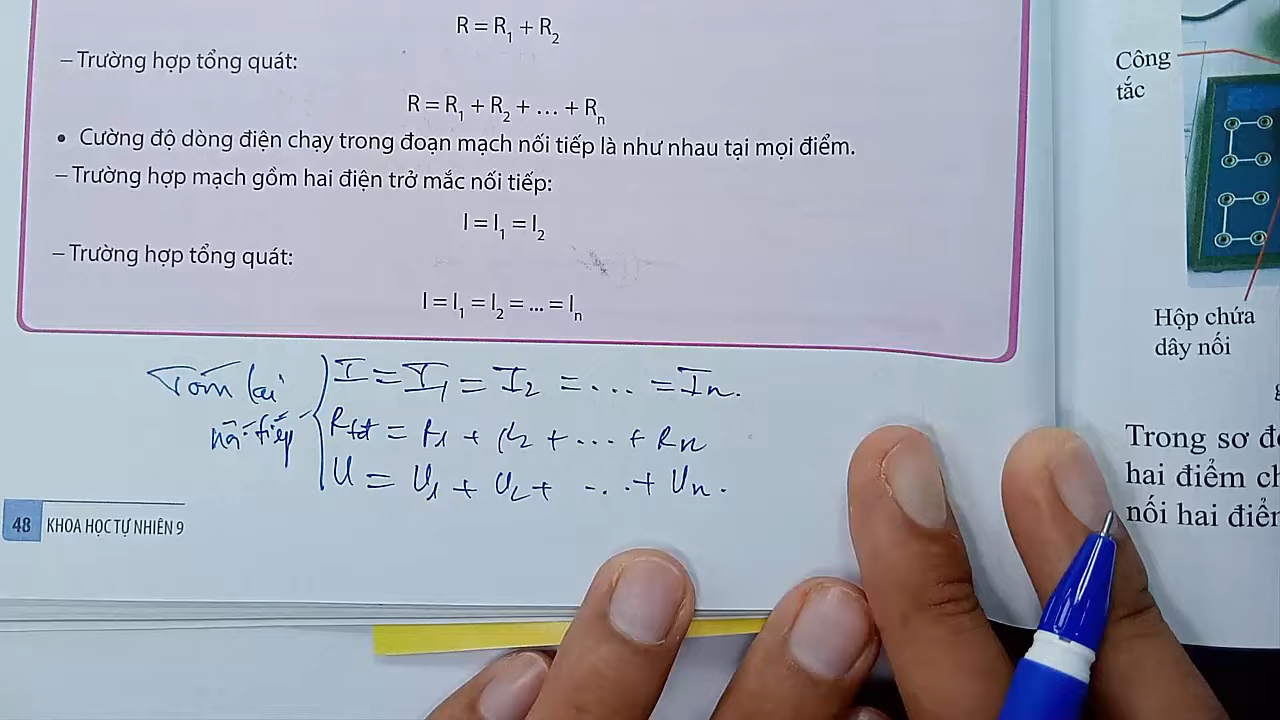 R = R₁ + R₂
– Trường hợp tổng quát:
R = R₁ + R₂ + ... + Rₙ
• Cường độ dòng điện chạy trong đoạn mạch nối tiếp là như nhau tại mọi điểm.
– Trường hợp mạch gồm hai điện trở mắc nối tiếp:
I = I₁ = I₂
– Trường hợp tổng quát:
I = I₁ = I₂ = ... = Iₙ
Tóm lại
nối tiếp
I = I₁ = I₂ = ... = Iₙ.
R_tđ = R₁ + R₂ + ... + Rₙ
U = U₁ + U₂ + ... + Uₙ.
48 KHOA HỌC TỰ NHIÊN 9
Công
tắc
Hộp chứa
dây nối
Trong sơ
hai điểm
nối hai